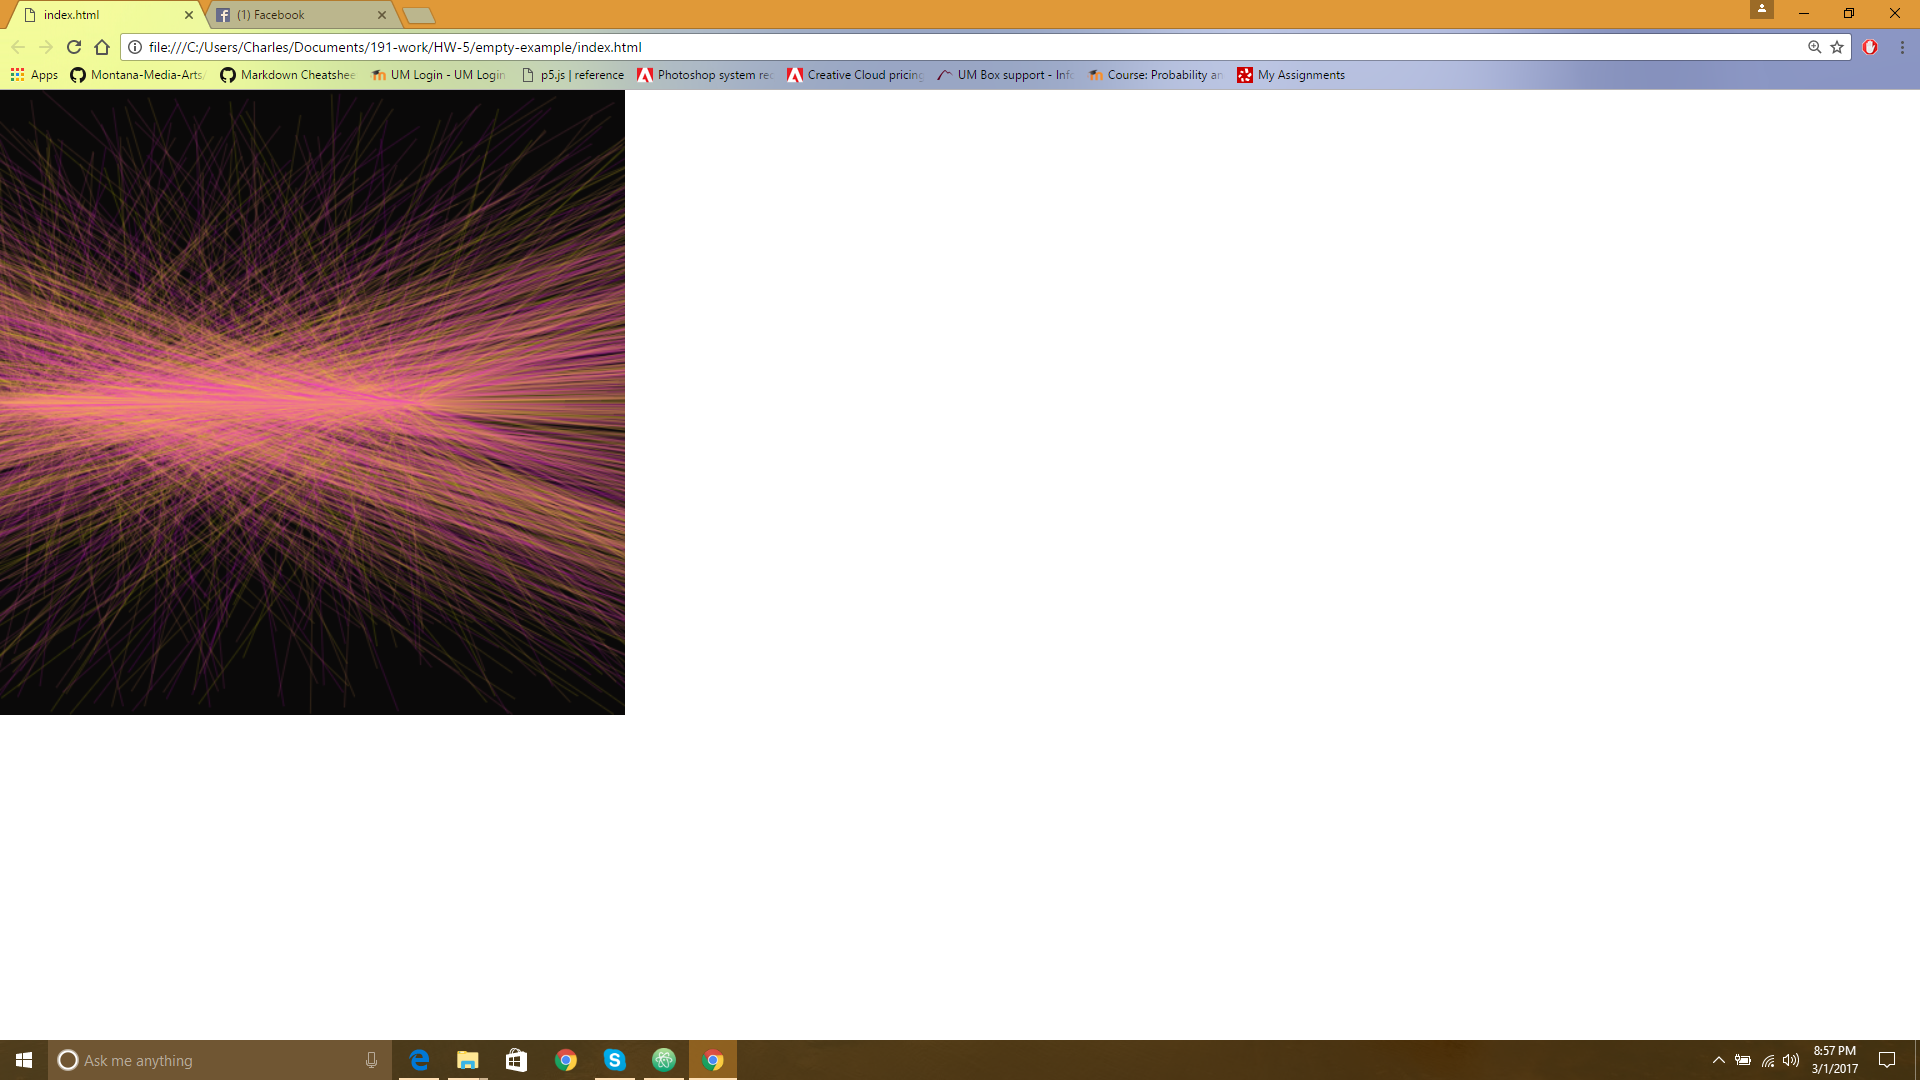 index.html
(1) Facebook
file:///C:/Users/Charles/Documents/191-work/HW-5/empty-example/index.html
Apps Montana-Media-Arts, Markdown Cheatshee UM Login - UM Login p5.js | reference Photoshop system rec Creative Cloud pricing UM Box support - Info Course: Probability an My Assignments
Ask me anything
8:57 PM
3/1/2017